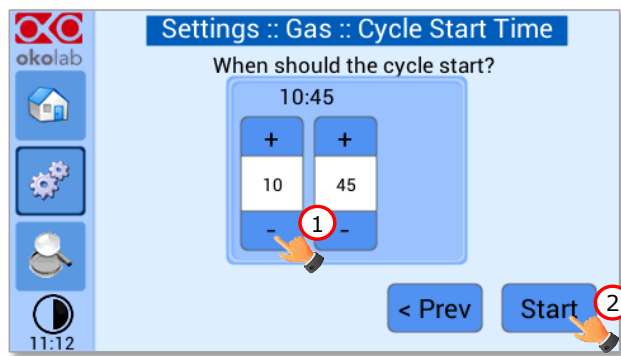 Settings :: Gas :: Cycle Start Time
okolab
When should the cycle start?
10:45
+ +
10 45
- -
1
< Prev Start 2
11:12